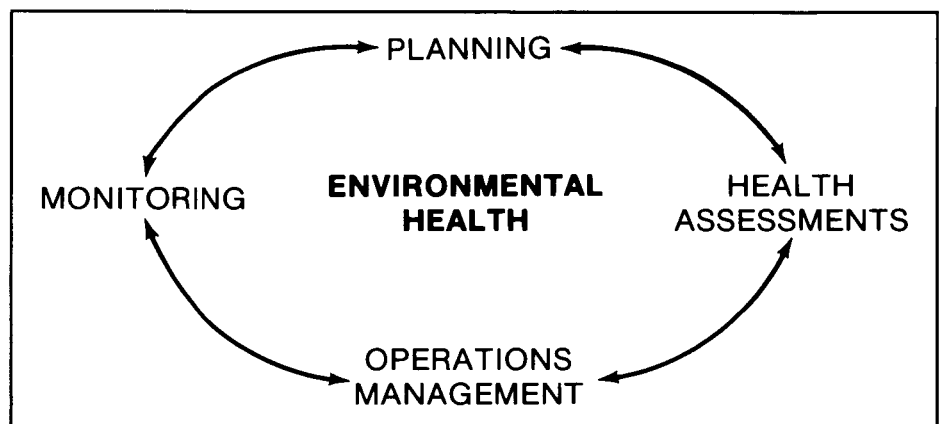 PLANNING
MONITORING
ENVIRONMENTAL
HEALTH
HEALTH
ASSESSMENTS
OPERATIONS
MANAGEMENT